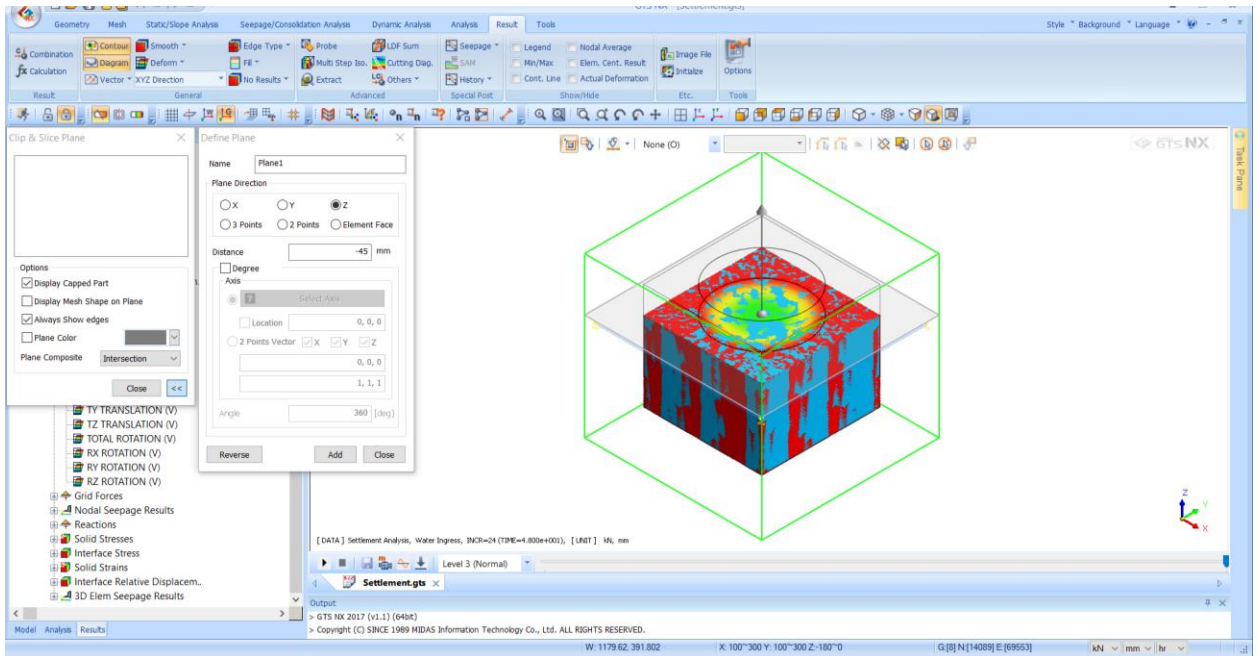 GTS NX - [Settlement.gts]
Geometry Mesh Static/Slope Analysis Seepage/Consolidation Analysis Dynamic Analysis Analysis Result Tools Style Background Language
Combination Contour Smooth Edge Type Probe LDF Sum Seepage Legend Nodal Average Image File
Calculation Diagram Deform Fill Multi Step Iso. Cutting Diag. SAM Min/Max Elem. Cent. Result Initialize Options
Vector XYZ Direction No Results Extract Others History Cont. Line Actual Deformation
Result General Advanced Special Post Show/Hide Etc. Tools
Clip & Slice Plane
Options
Display Capped Part
Display Mesh Shape on Plane
Always Show edges
Plane Color
Plane Composite Intersection
Close <<
Define Plane
Name Plane1
Plane Direction
X Y Z
3 Points 2 Points Element Face
Distance -45 mm
Degree
Axis
Select Axis
Location 0, 0, 0
2 Points Vector X Y Z
0, 0, 0
1, 1, 1
Angle 360 [deg]
Reverse Add Close
None (O)
GTS NX
Task Pane
TY TRANSLATION (V)
TZ TRANSLATION (V)
TOTAL ROTATION (V)
RX ROTATION (V)
RY ROTATION (V)
RZ ROTATION (V)
Grid Forces
Nodal Seepage Results
Reactions
Solid Stresses
Interface Stress
Solid Strains
Interface Relative Displacem..
3D Elem Seepage Results
Model Analysis Results
Z
Y
X
[ DATA ] Settlement Analysis, Water Ingress, INCR=24 (TIME=4.800e+001), [ UNIT ] kN, mm
Level 3 (Normal)
Settlement.gts
Output
> GTS NX 2017 (v1.1) (64bit)
> Copyright (C) SINCE 1989 MIDAS Information Technology Co., Ltd. ALL RIGHTS RESERVED.
W: 1179.62, 391.802 X: 100~300 Y: 100~300 Z:-180~0 G:[8] N:[14089] E:[69553] kN mm hr